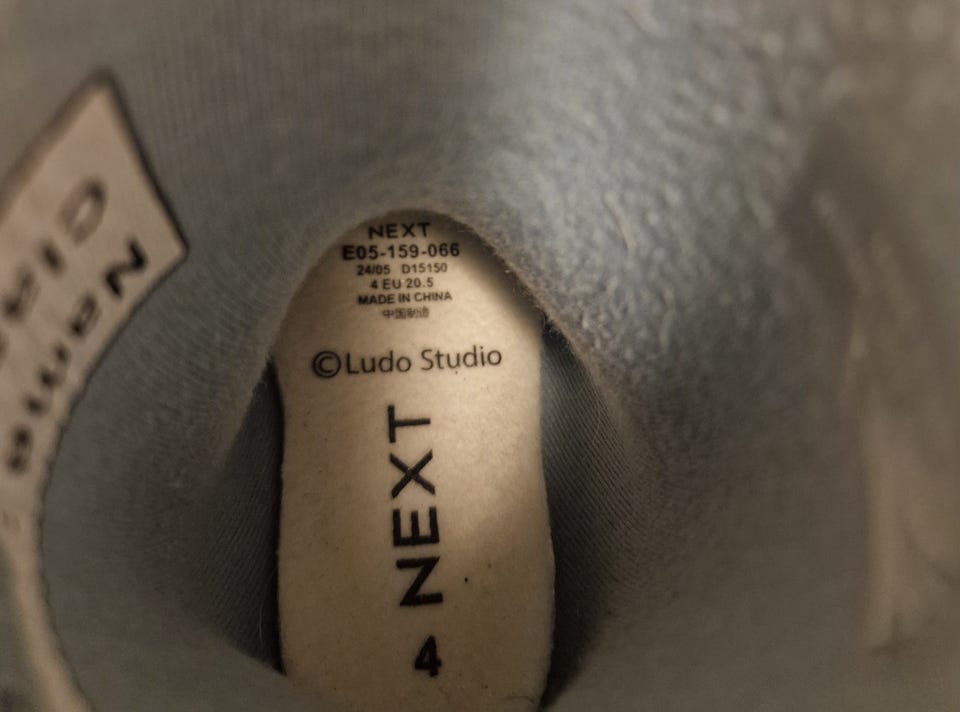 NEXT
E05-159-066
24/05 D15150
4 EU 20.5
MADE IN CHINA
中国制造
©Ludo Studio
NEXT
4
Name